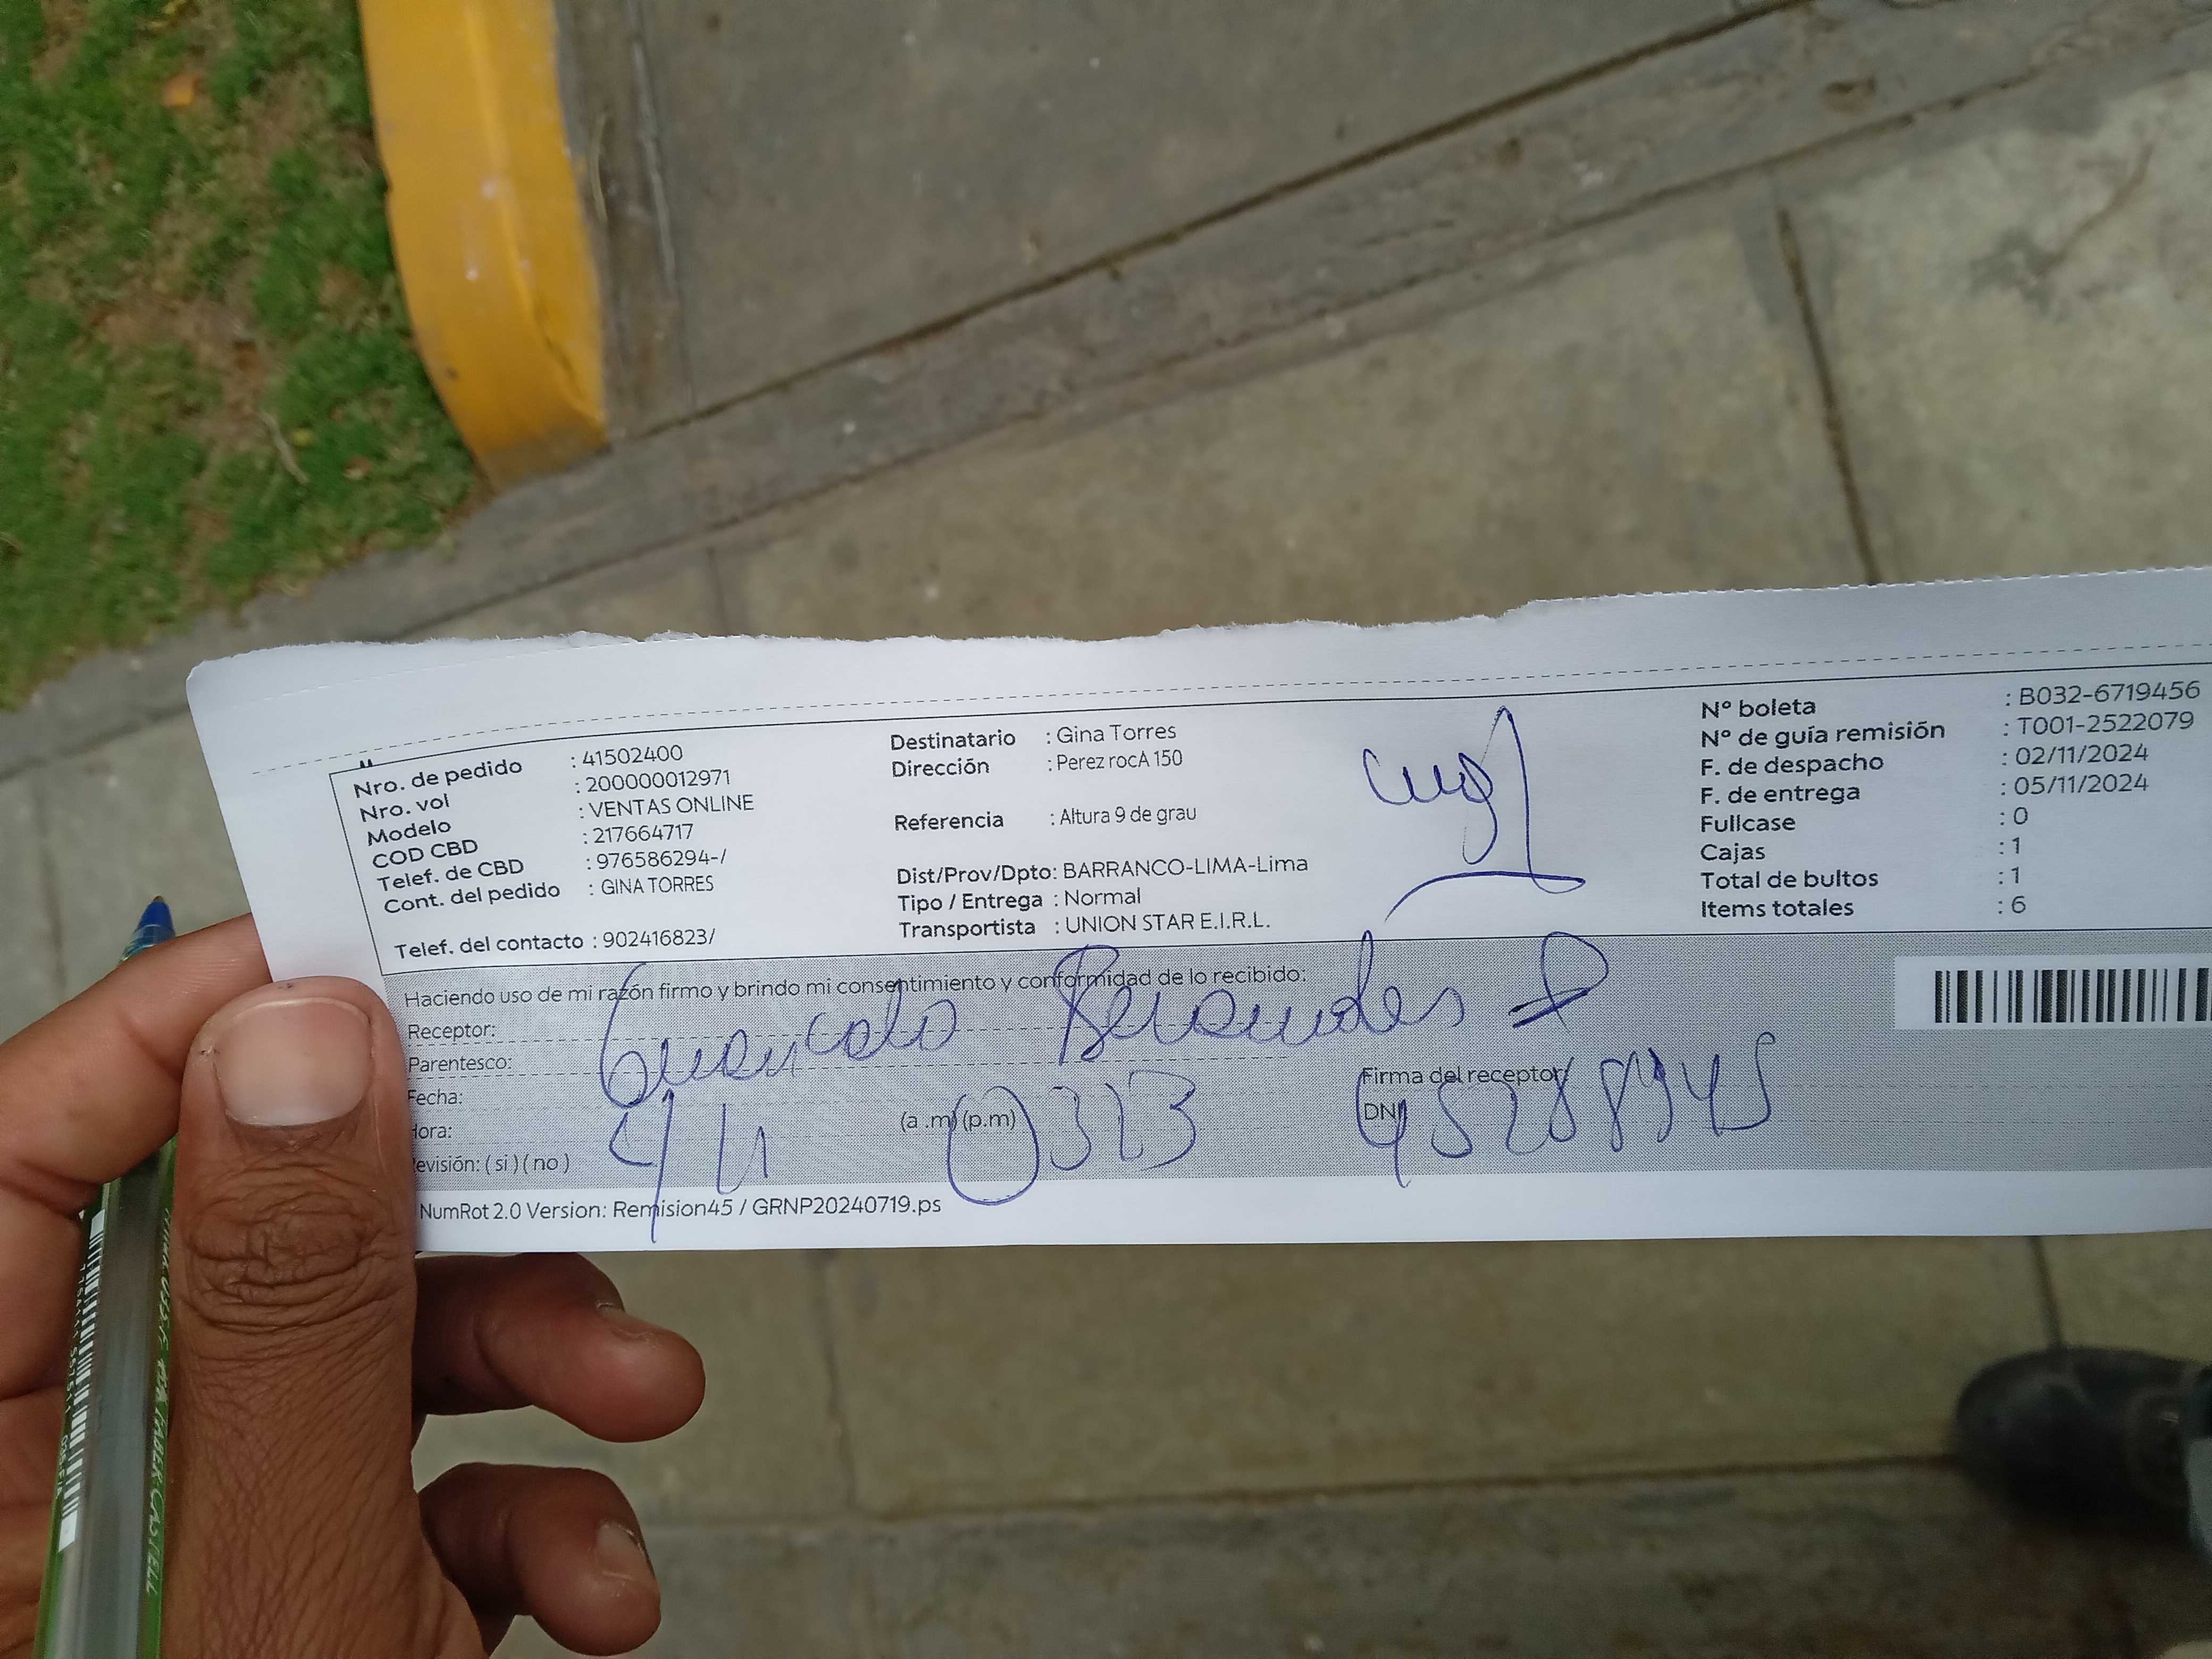 Nro. de pedido : 41502400
Nro. vol : 200000012971
Modelo : VENTAS ONLINE
COD CBD : 217664717
Telef. de CBD : 976586294-/
Cont. del pedido : GINA TORRES
Telef. del contacto : 902416823/
Destinatario : Gina Torres
Dirección : Perez rocA 150
Referencia : Altura 9 de grau
Dist/Prov/Dpto: BARRANCO-LIMA-Lima
Tipo / Entrega : Normal
Transportista : UNION STAR E.I.R.L.
Nº boleta : B032-6719456
Nº de guía remisión : T001-2522079
F. de despacho : 02/11/2024
F. de entrega : 05/11/2024
Fullcase : 0
Cajas : 1
Total de bultos : 1
Items totales : 6
Haciendo uso de mi razón firmo y brindo mi consentimiento y conformidad de lo recibido:
Receptor:
Parentesco:
Fecha: 4/11
Hora: (a .m) (p.m) 0323
Firma del receptor:
DNI
evisión: ( si ) ( no )
NumRot 2.0 Version: Remision45 / GRNP20240719.ps